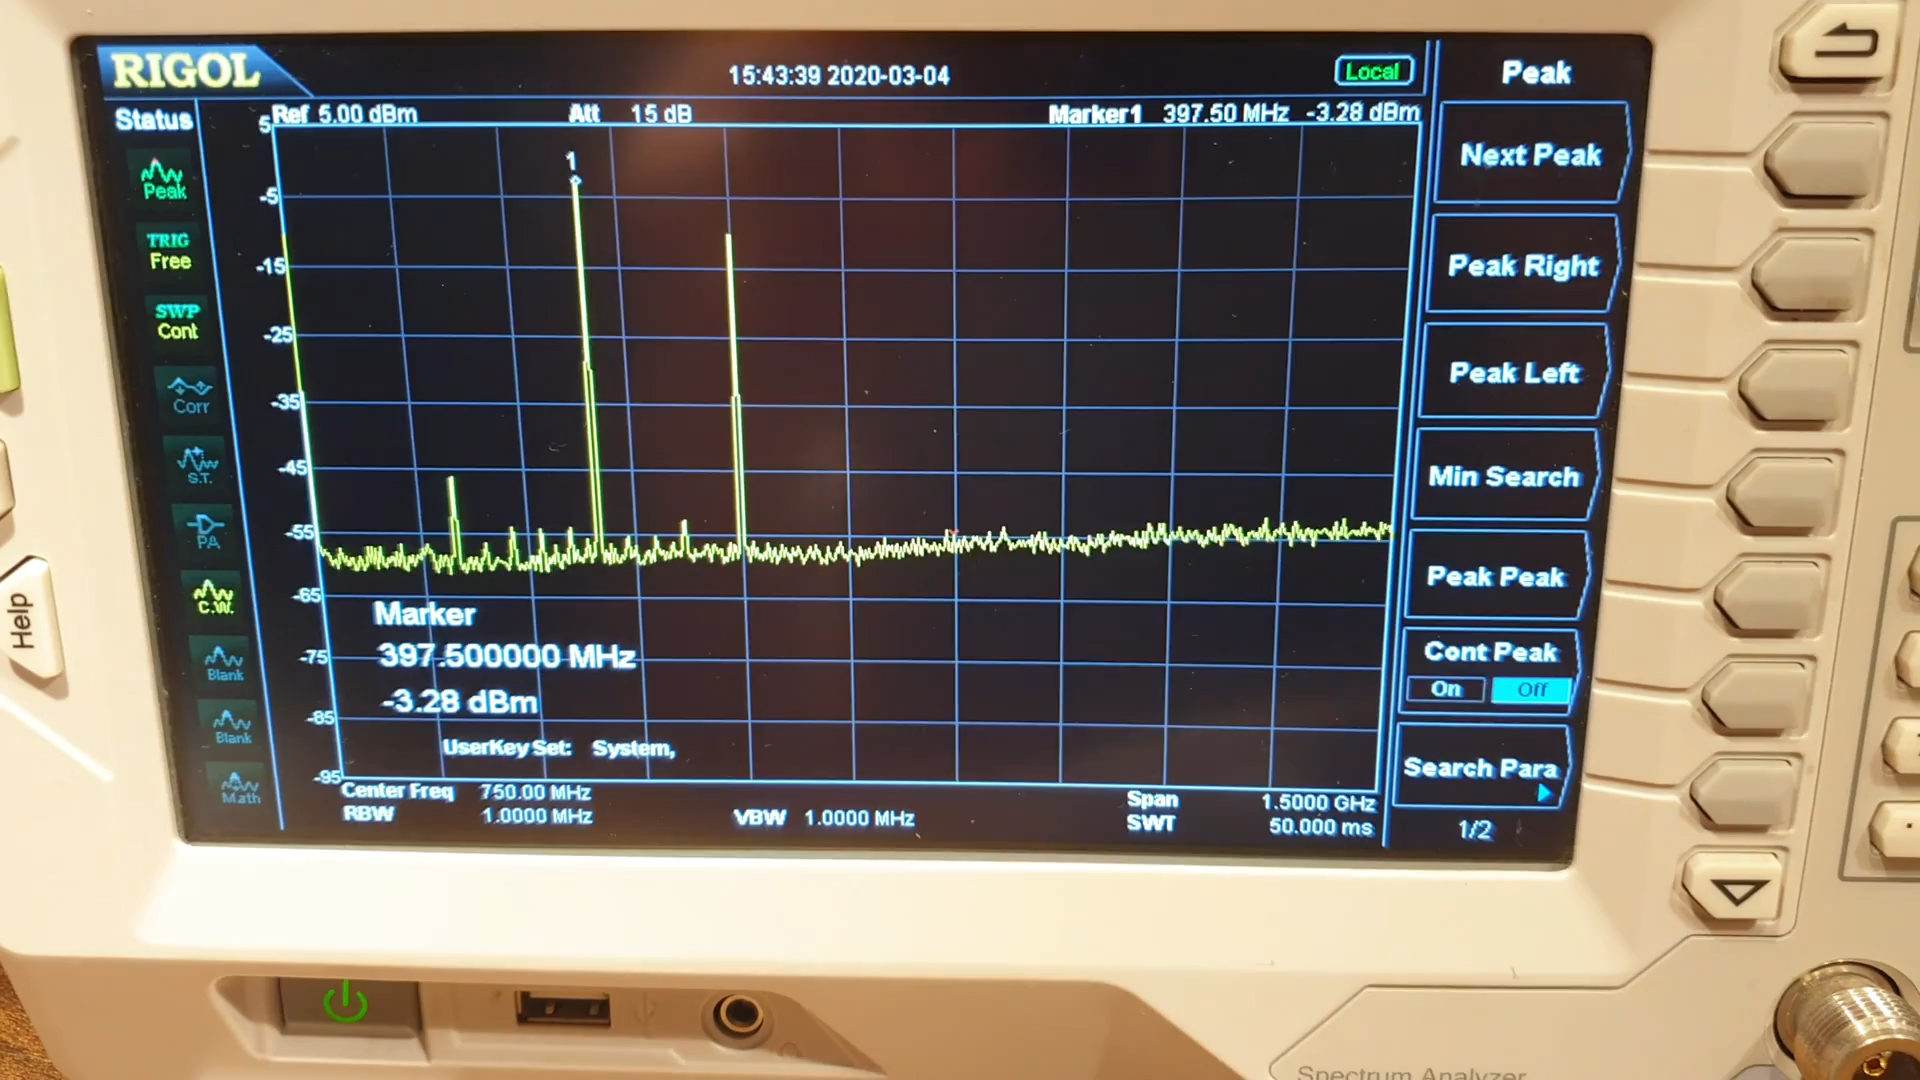 RIGOL
15:43:39 2020-03-04
Local
Peak
Status
Ref 5.00 dBm
Att 15 dB
Marker1 397.50 MHz -3.28 dBm
5
-5
-15
-25
-35
-45
-55
-65
-75
-85
-95
1
Peak
TRIG
Free
SWP
Cont
Corr
S.T.
PA
C.W.
Blank
Blank
Math
Marker
397.500000 MHz
-3.28 dBm
UserKey Set: System,
Center Freq 750.00 MHz
RBW 1.0000 MHz
VBW 1.0000 MHz
Span 1.5000 GHz
SWT 50.000 ms
Next Peak
Peak Right
Peak Left
Min Search
Peak Peak
Cont Peak
On Off
Search Para
1/2
Help
Spectrum Analyzer